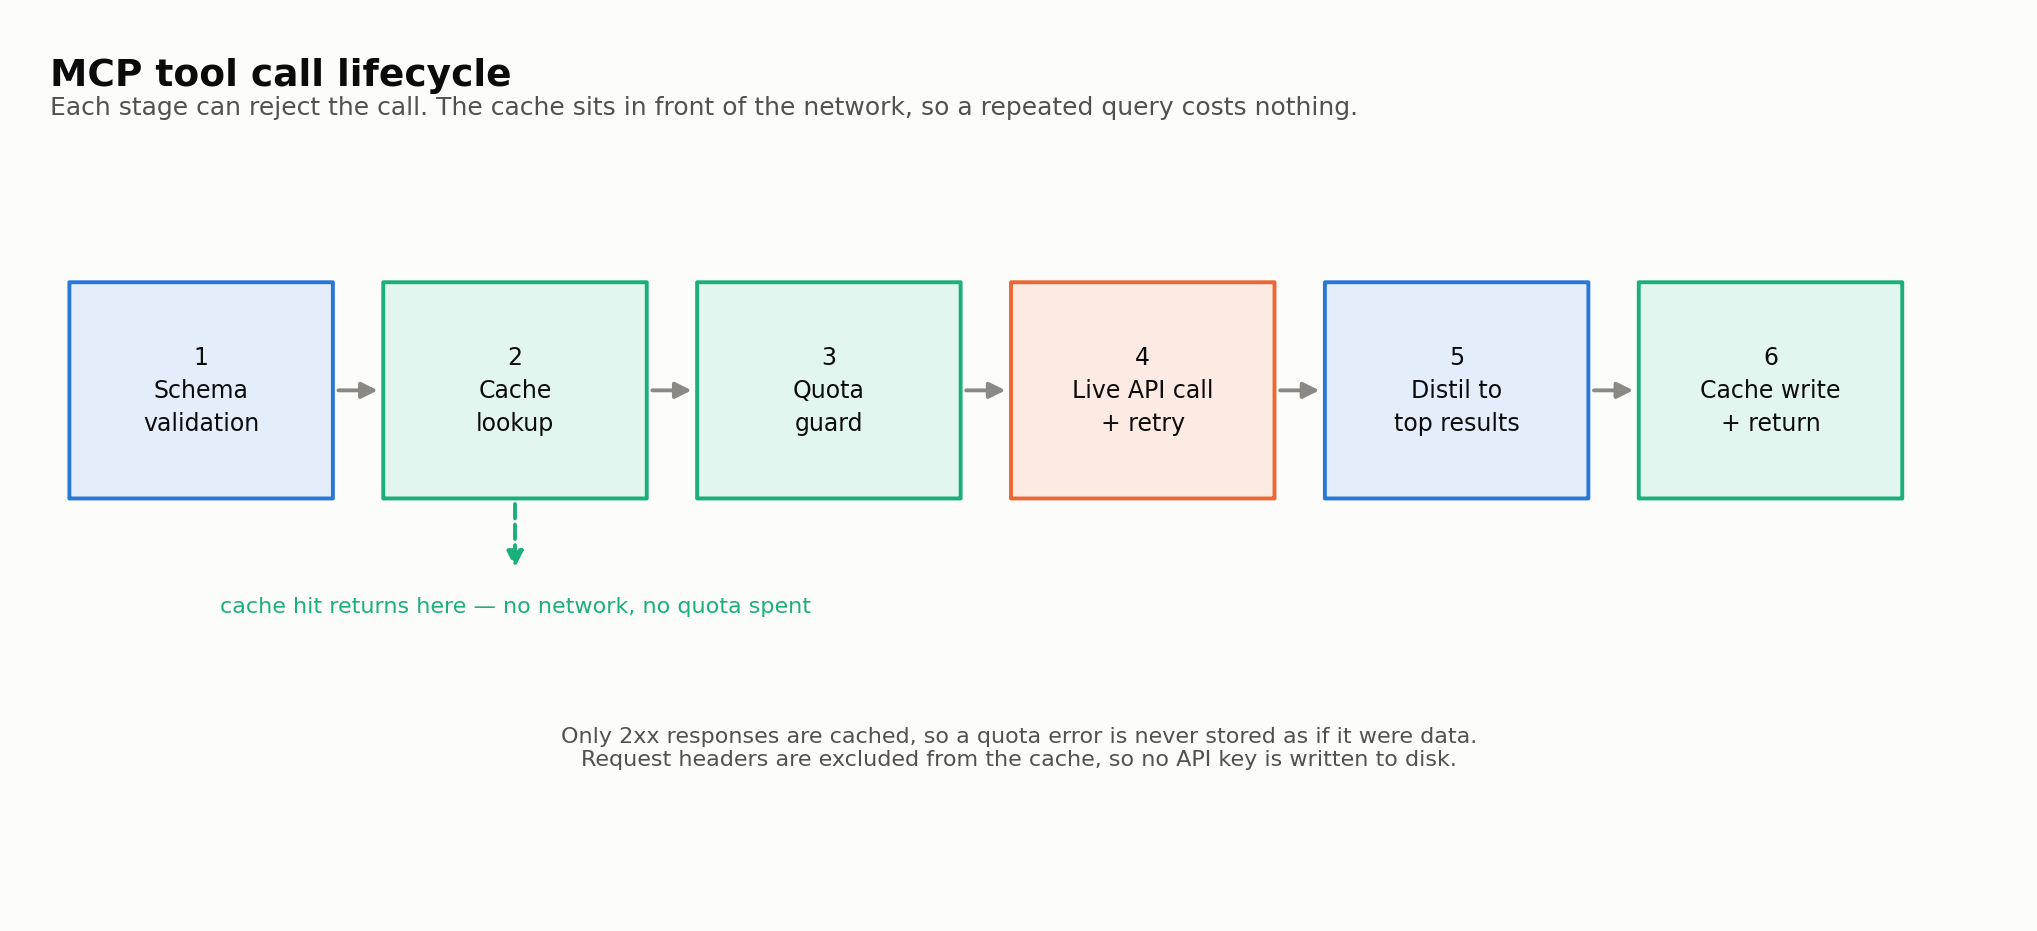 MCP tool call lifecycle
Each stage can reject the call. The cache sits in front of the network, so a repeated query costs nothing.
1
Schema
validation
2
Cache
lookup
3
Quota
guard
4
Live API call
+ retry
5
Distil to
top results
6
Cache write
+ return
cache hit returns here — no network, no quota spent
Only 2xx responses are cached, so a quota error is never stored as if it were data.
Request headers are excluded from the cache, so no API key is written to disk.